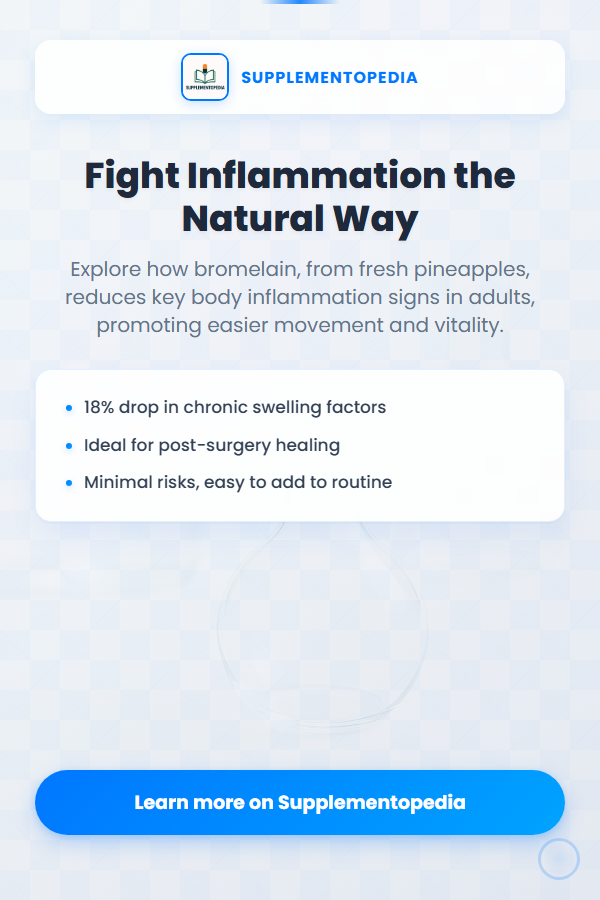 SUPPLEMENTOPEDIA
SUPPLEMENTOPEDIA
Fight Inflammation the
Natural Way
Explore how bromelain, from fresh pineapples,
reduces key body inflammation signs in adults,
promoting easier movement and vitality.
18% drop in chronic swelling factors
Ideal for post-surgery healing
Minimal risks, easy to add to routine
Learn more on Supplementopedia